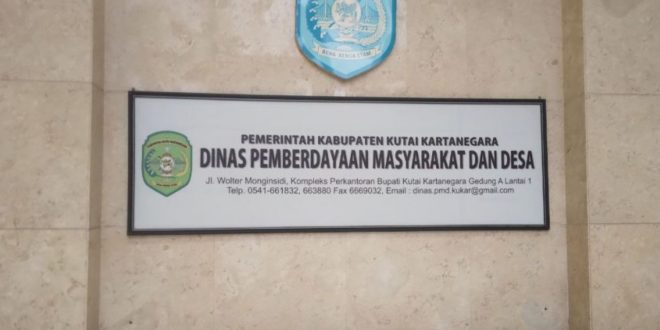 PEMERINTAH KABUPATEN KUTAI KARTANEGARA
DINAS PEMBERDAYAAN MASYARAKAT DAN DESA
Jl. Wolter Monginsidi, Kompleks Perkantoran Bupati Kutai Kartanegara Gedung A Lantai 1
Telp. 0541-661832, 663880 Fax 6669032, Email : dinas.pmd.kukar@gmail.com